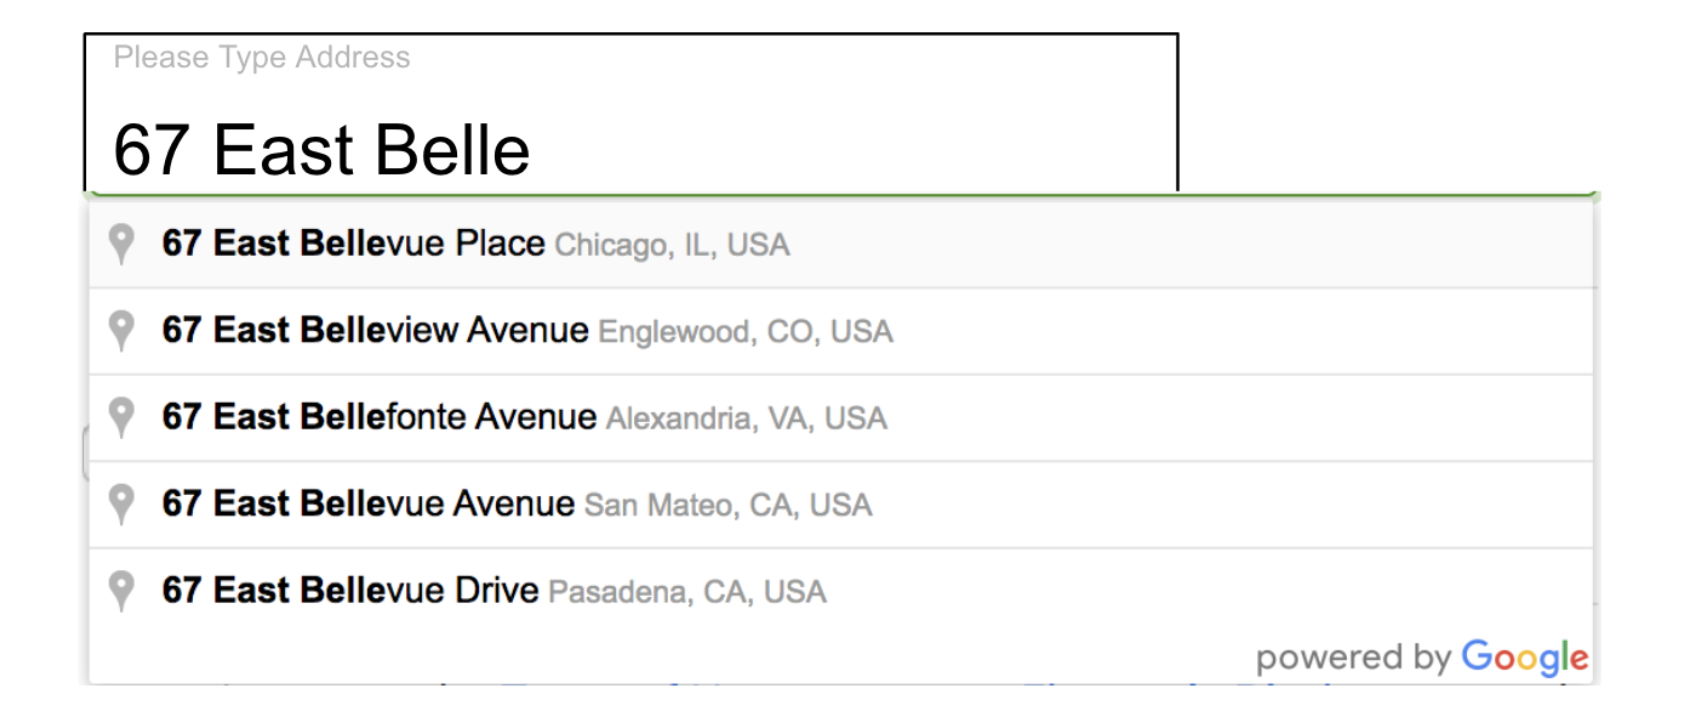 Please Type Address
67 East Belle
67 East Bellevue Place Chicago, IL, USA
67 East Belleview Avenue Englewood, CO, USA
67 East Bellefonte Avenue Alexandria, VA, USA
67 East Bellevue Avenue San Mateo, CA, USA
67 East Bellevue Drive Pasadena, CA, USA
powered by Google